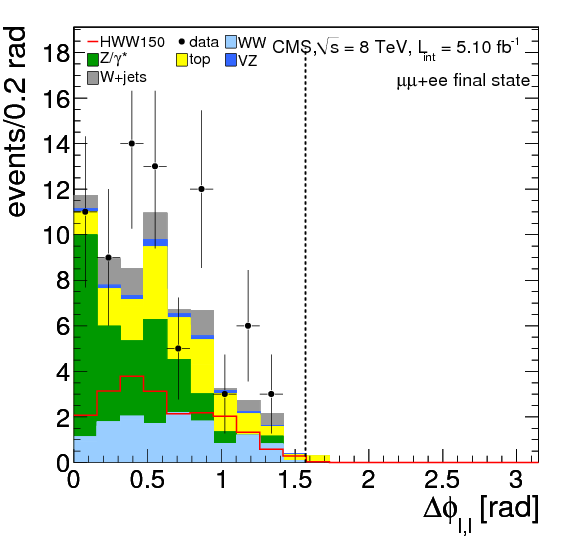 HWW150 data WW CMS,√s = 8 TeV, L_int = 5.10 fb⁻¹
Z/γ* top VZ
W+jets μμ+ee final state
events/0.2 rad
18
16
14
12
10
8
6
4
2
0
0 0.5 1 1.5 2 2.5 3
Δϕ_l,l [rad]